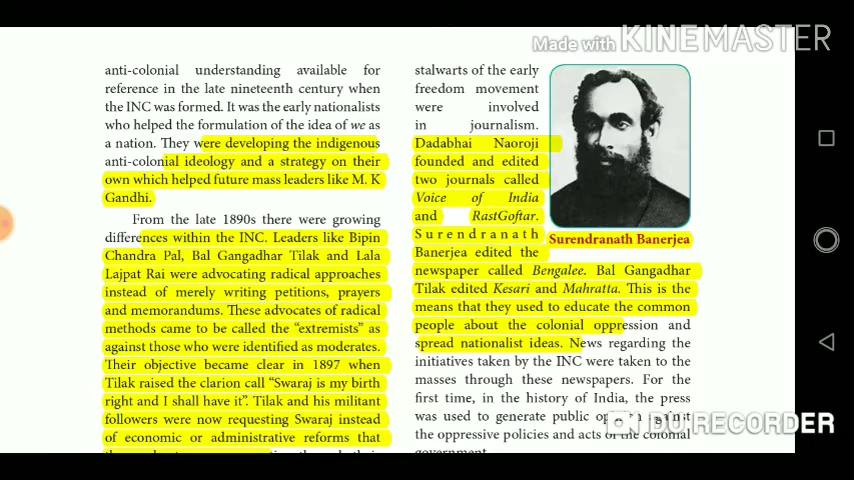 Made with KINEMASTER
anti-colonial understanding available for
reference in the late nineteenth century when
the INC was formed. It was the early nationalists
who helped the formulation of the idea of we as
a nation. They were developing the indigenous
anti-colonial ideology and a strategy on their
own which helped future mass leaders like M. K
Gandhi.
From the late 1890s there were growing
differences within the INC. Leaders like Bipin
Chandra Pal, Bal Gangadhar Tilak and Lala
Lajpat Rai were advocating radical approaches
instead of merely writing petitions, prayers
and memorandums. These advocates of radical
methods came to be called the “extremists” as
against those who were identified as moderates.
Their objective became clear in 1897 when
Tilak raised the clarion call “Swaraj is my birth
right and I shall have it”. Tilak and his militant
followers were now requesting Swaraj instead
of economic or administrative reforms that
stalwarts of the early
freedom movement
were involved
in journalism.
Dadabhai Naoroji
founded and edited
two journals called
Voice of India
and RastGoftar.
Surendranath
Banerjea edited the
newspaper called Bengalee. Bal Gangadhar
Tilak edited Kesari and Mahratta. This is the
means that they used to educate the common
people about the colonial oppression and
spread nationalist ideas. News regarding the
initiatives taken by the INC were taken to the
masses through these newspapers. For the
first time, in the history of India, the press
was used to generate public against
the oppressive policies and acts of the colonial
government
Surendranath Banerjea
DU RECORDER